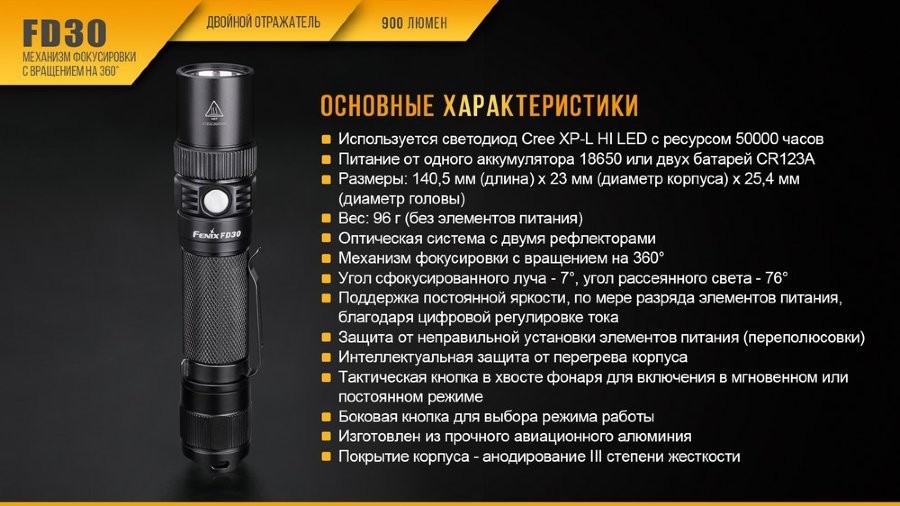 FD30
МЕХАНИЗМ ФОКУСИРОВКИ
С ВРАЩЕНИЕМ НА 360°
ДВОЙНОЙ ОТРАЖАТЕЛЬ
900 ЛЮМЕН
FENIX FD30
ОСНОВНЫЕ ХАРАКТЕРИСТИКИ
Используется светодиод Cree XP-L HI LED с ресурсом 50000 часов
Питание от одного аккумулятора 18650 или двух батарей CR123A
Размеры: 140,5 мм (длина) x 23 мм (диаметр корпуса) x 25,4 мм
(диаметр головы)
Вес: 96 г (без элементов питания)
Оптическая система с двумя рефлекторами
Механизм фокусировки с вращением на 360°
Угол сфокусированного луча - 7°, угол рассеянного света - 76°
Поддержка постоянной яркости, по мере разряда элементов питания,
благодаря цифровой регулировке тока
Защита от неправильной установки элементов питания (переполюсовки)
Интеллектуальная защита от перегрева корпуса
Тактическая кнопка в хвосте фонаря для включения в мгновенном или
постоянном режиме
Боковая кнопка для выбора режима работы
Изготовлен из прочного авиационного алюминия
Покрытие корпуса - анодирование III степени жесткости